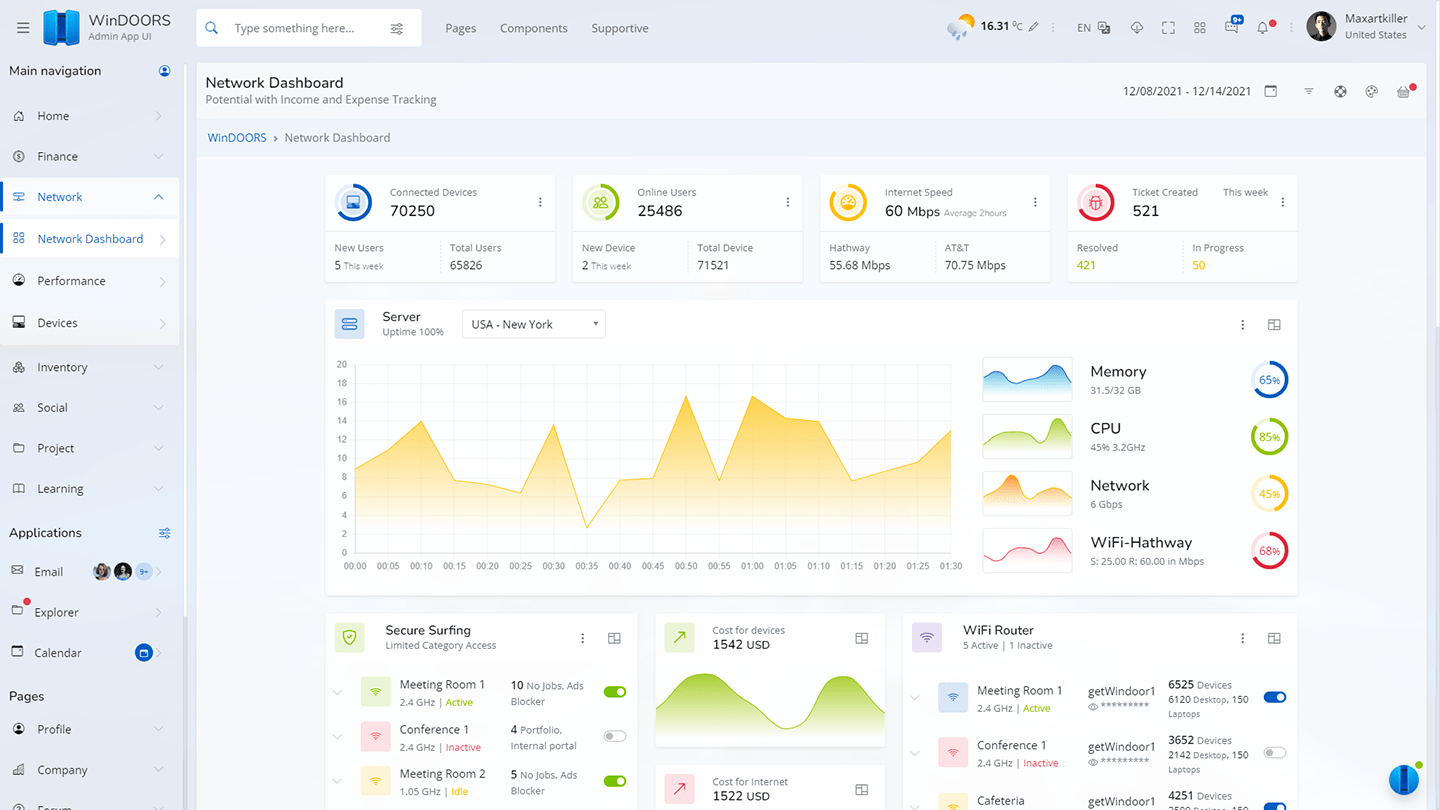 WinDOORS
Admin App UI
Type something here...
Pages
Components
Supportive
16.31 °C
EN
9+
Maxartkiller
United States
Main navigation
Home
Finance
Network
Network Dashboard
Performance
Devices
Inventory
Social
Project
Learning
Applications
Email
9+
Explorer
Calendar
Pages
Profile
Company
Forum
Network Dashboard
Potential with Income and Expense Tracking
12/08/2021 - 12/14/2021
WinDOORS › Network Dashboard
Connected Devices
70250
New Users
5 This week
Total Users
65826
Online Users
25486
New Device
2 This week
Total Device
71521
Internet Speed
60 Mbps Average 2hours
Hathway
55.68 Mbps
AT&T
70.75 Mbps
Ticket Created
This week
521
Resolved
421
In Progress
50
Server
Uptime 100%
USA - New York
20
18
16
14
12
10
8
6
4
2
0
00:00 00:05 00:10 00:15 00:20 00:25 00:30 00:35 00:40 00:45 00:50 00:55 01:00 01:05 01:10 01:15 01:20 01:25 01:30
Memory
31.5/32 GB
65%
CPU
45% 3.2GHz
85%
Network
6 Gbps
45%
WiFi-Hathway
S: 25.00 R: 60.00 in Mbps
68%
Secure Surfing
Limited Category Access
Meeting Room 1
2.4 GHz | Active
10 No Jobs, Ads
Blocker
Conference 1
2.4 GHz | Inactive
4 Portfolio,
Internal portal
Meeting Room 2
1.05 GHz | Idle
5 No Jobs, Ads
Blocker
Cost for devices
1542 USD
Cost for Internet
1522 USD
WiFi Router
5 Active | 1 Inactive
Meeting Room 1
2.4 GHz | Active
getWindoor1
*********
6525 Devices
6120 Desktop, 150
Laptops
Conference 1
2.4 GHz | Inactive
getWindoor1
*********
3652 Devices
2142 Desktop, 150
Laptops
Cafeteria
getWindoor1
4251 Devices